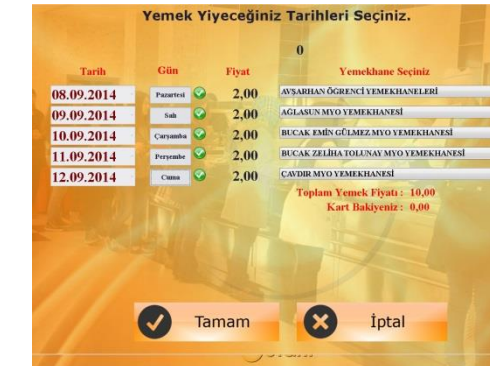 Yemek Yiyeceğiniz Tarihleri Seçiniz.
0
Tarih Gün Fiyat Yemekhane Seçiniz
08.09.2014 Pazartesi 2,00 AVŞARHAN ÖĞRENCİ YEMEKHANELERİ
09.09.2014 Salı 2,00 AĞLASUN MYO YEMEKHANESİ
10.09.2014 Çarşamba 2,00 BUCAK EMİN GÜLMEZ MYO YEMEKHANESİ
11.09.2014 Perşembe 2,00 BUCAK ZELİHA TOLUNAY MYO YEMEKHANESİ
12.09.2014 Cuma 2,00 ÇAVDIR MYO YEMEKHANESİ
Toplam Yemek Fiyatı : 10,00
Kart Bakiyeniz : 0,00
Tamam İptal